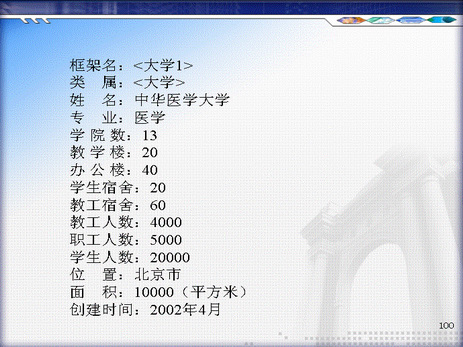 框架名：<大学1>
类　属：<大学>
姓　名：中华医学大学
专　业：医学
学 院 数：13
教 学 楼：20
办 公 楼：40
学生宿舍：20
教工宿舍：60
教工人数：4000
职工人数：5000
学生人数：20000
位　置：北京市
面　积：10000（平方米）
创建时间：2002年4月
100